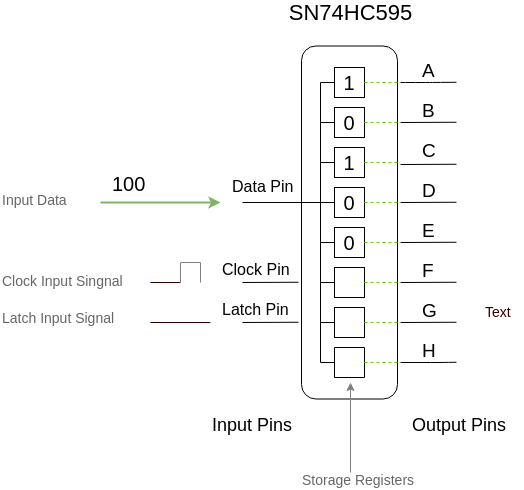 SN74HC595
A
1
B
0
C
1
100
Data Pin
D
Input Data
0
E
0
Clock Pin
F
Clock Input Singnal
Latch Pin
G
Text
Latch Input Signal
H
Input Pins
Output Pins
Storage Registers